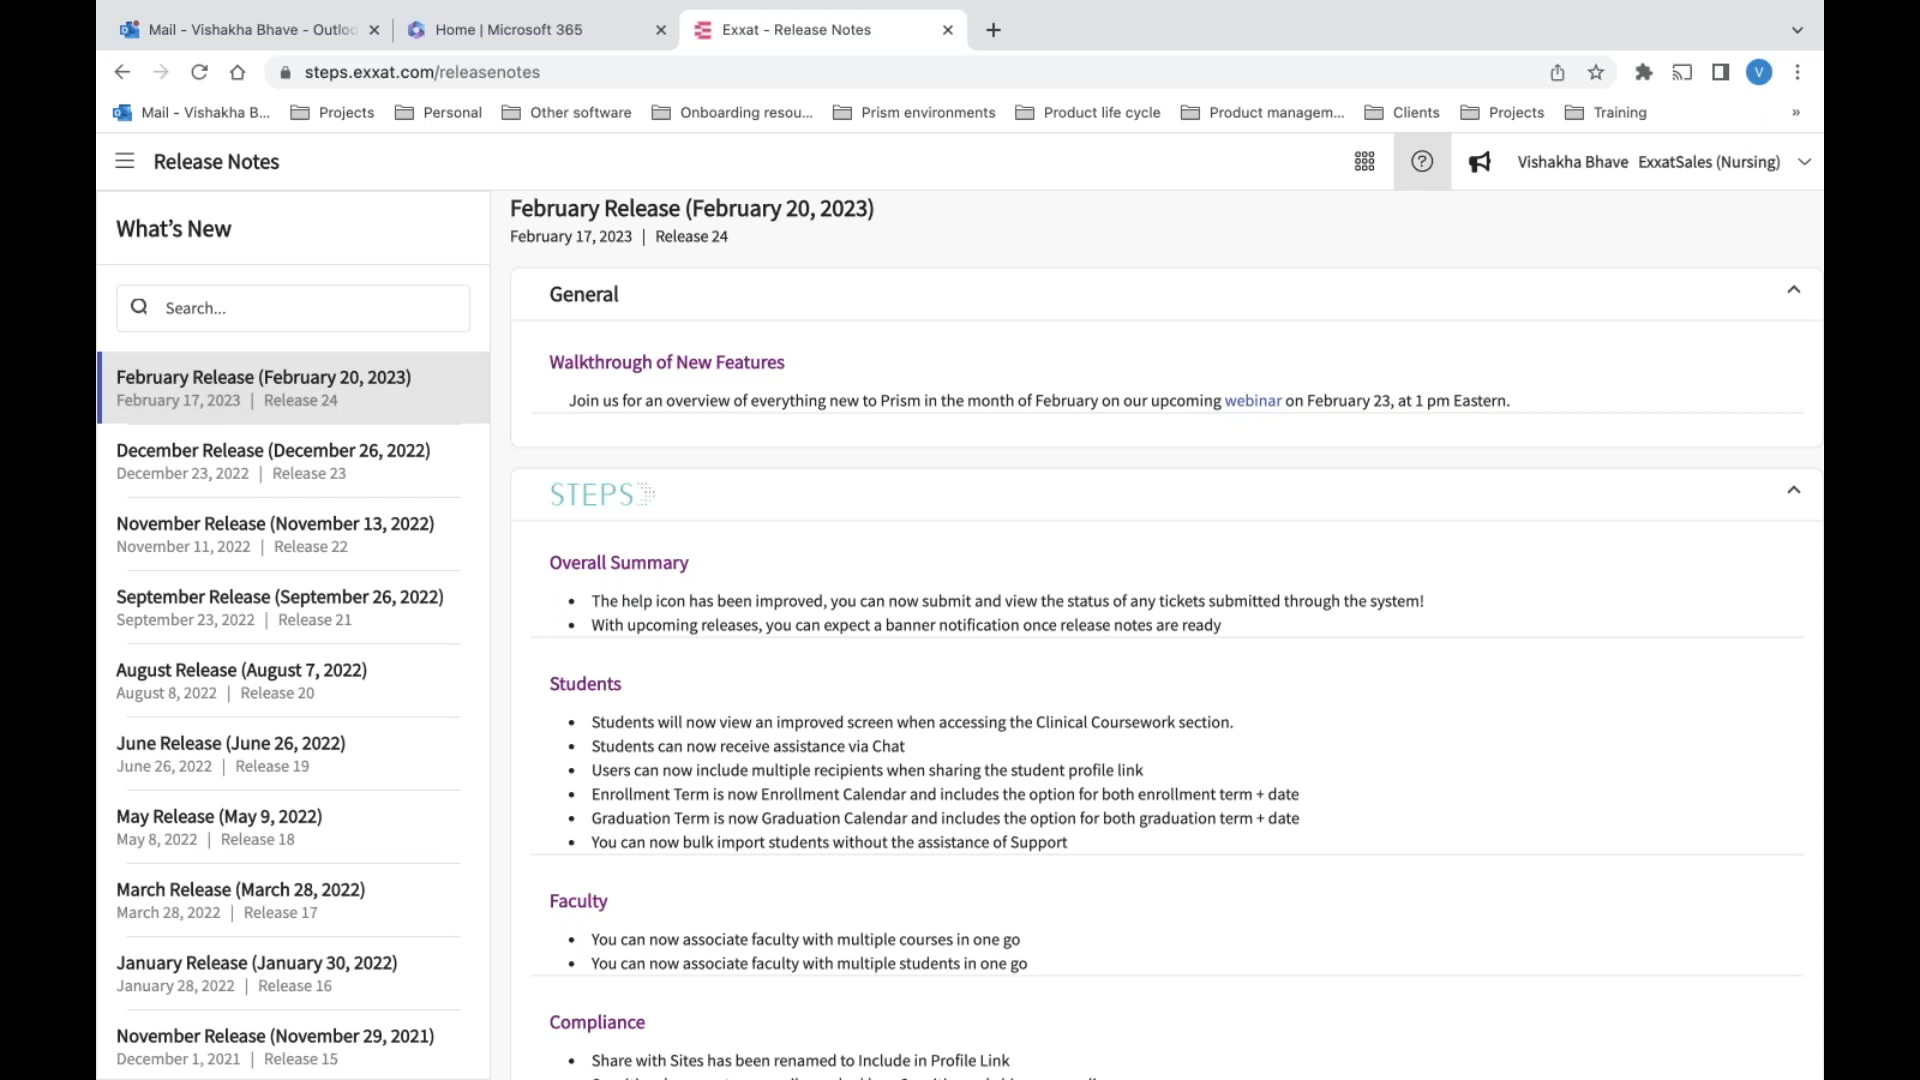 Mail - Vishakha Bhave - Outloo
Home | Microsoft 365
Exxat - Release Notes
steps.exxat.com/releasenotes
V
Mail - Vishakha B...
Projects
Personal
Other software
Onboarding resou...
Prism environments
Product life cycle
Product managem...
Clients
Projects
Training
»
Release Notes
Vishakha Bhave ExxatSales (Nursing)
What's New
Search...
February Release (February 20, 2023)
February 17, 2023 | Release 24
December Release (December 26, 2022)
December 23, 2022 | Release 23
November Release (November 13, 2022)
November 11, 2022 | Release 22
September Release (September 26, 2022)
September 23, 2022 | Release 21
August Release (August 7, 2022)
August 8, 2022 | Release 20
June Release (June 26, 2022)
June 26, 2022 | Release 19
May Release (May 9, 2022)
May 8, 2022 | Release 18
March Release (March 28, 2022)
March 28, 2022 | Release 17
January Release (January 30, 2022)
January 28, 2022 | Release 16
November Release (November 29, 2021)
December 1, 2021 | Release 15
February Release (February 20, 2023)
February 17, 2023 | Release 24
General
Walkthrough of New Features
Join us for an overview of everything new to Prism in the month of February on our upcoming webinar on February 23, at 1 pm Eastern.
STEPS
Overall Summary
• The help icon has been improved, you can now submit and view the status of any tickets submitted through the system!
• With upcoming releases, you can expect a banner notification once release notes are ready
Students
• Students will now view an improved screen when accessing the Clinical Coursework section.
• Students can now receive assistance via Chat
• Users can now include multiple recipients when sharing the student profile link
• Enrollment Term is now Enrollment Calendar and includes the option for both enrollment term + date
• Graduation Term is now Graduation Calendar and includes the option for both graduation term + date
• You can now bulk import students without the assistance of Support
Faculty
• You can now associate faculty with multiple courses in one go
• You can now associate faculty with multiple students in one go
Compliance
• Share with Sites has been renamed to Include in Profile Link